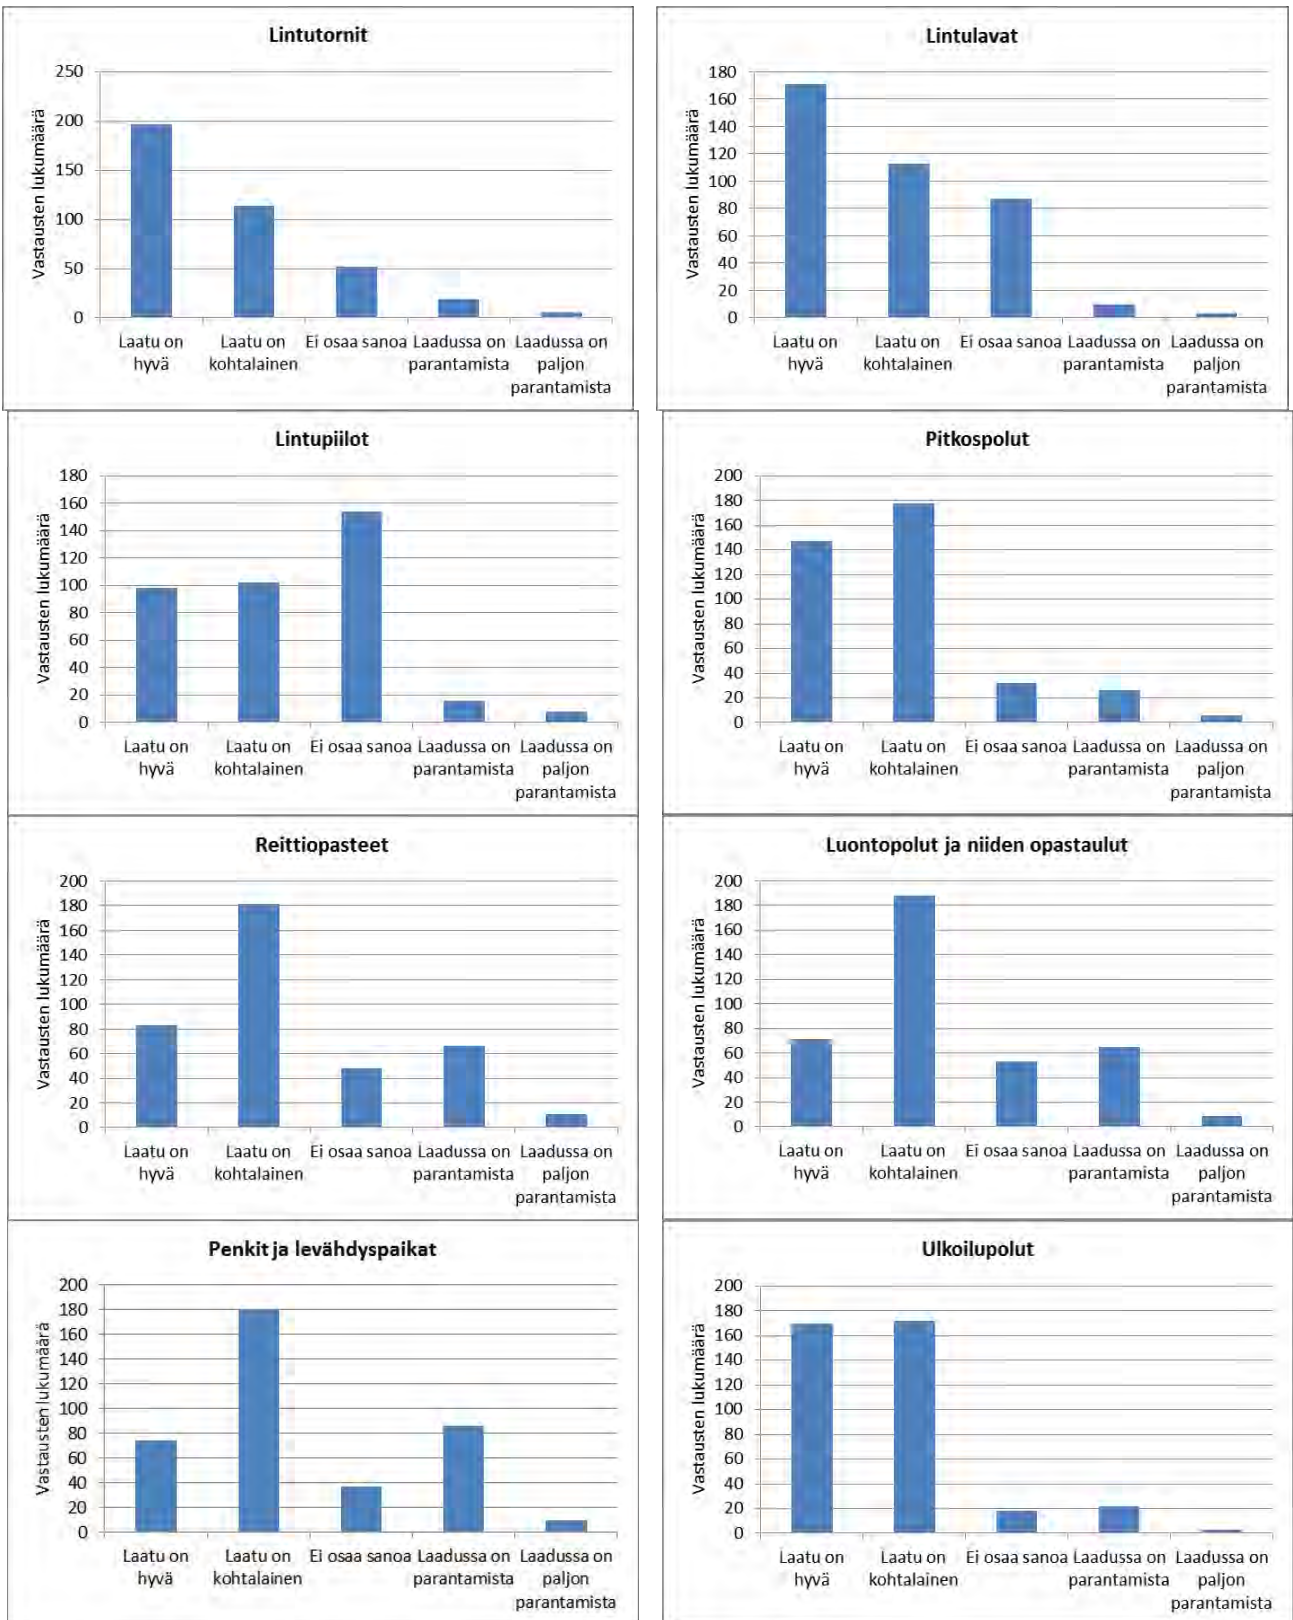 Lintutornit
Vastausten lukumäärä
250
200
150
100
50
0
Laatu on
hyvä
Laatu on
kohtalainen
Ei osaa sanoa
Laadussa on
parantamista
Laadussa on
paljon
parantamista
Lintulavat
Vastausten lukumäärä
180
160
140
120
100
80
60
40
20
0
Laatu on
hyvä
Laatu on
kohtalainen
Ei osaa sanoa
Laadussa on
parantamista
Laadussa on
paljon
parantamista
Lintupiilot
Vastausten lukumäärä
180
160
140
120
100
80
60
40
20
0
Laatu on
hyvä
Laatu on
kohtalainen
Ei osaa sanoa
Laadussa on
parantamista
Laadussa on
paljon
parantamista
Pitkospolut
Vastausten lukumäärä
200
180
160
140
120
100
80
60
40
20
0
Laatu on
hyvä
Laatu on
kohtalainen
Ei osaa sanoa
Laadussa on
parantamista
Laadussa on
paljon
parantamista
Reittiopasteet
Vastausten lukumäärä
200
180
160
140
120
100
80
60
40
20
0
Laatu on
hyvä
Laatu on
kohtalainen
Ei osaa sanoa
Laadussa on
parantamista
Laadussa on
paljon
parantamista
Luontopolut ja niiden opastaulut
Vastausten lukumäärä
200
180
160
140
120
100
80
60
40
20
0
Laatu on
hyvä
Laatu on
kohtalainen
Ei osaa sanoa
Laadussa on
parantamista
Laadussa on
paljon
parantamista
Penkit ja levähdyspaikat
Vastausten lukumäärä
200
180
160
140
120
100
80
60
40
20
0
Laatu on
hyvä
Laatu on
kohtalainen
Ei osaa sanoa
Laadussa on
parantamista
Laadussa on
paljon
parantamista
Ulkoilupolut
Vastausten lukumäärä
200
180
160
140
120
100
80
60
40
20
0
Laatu on
hyvä
Laatu on
kohtalainen
Ei osaa sanoa
Laadussa on
parantamista
Laadussa on
paljon
parantamista